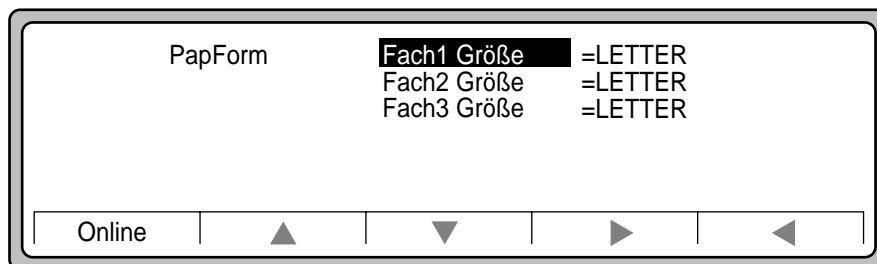 PapForm Fach1 Größe =LETTER
Fach2 Größe =LETTER
Fach3 Größe =LETTER
Online